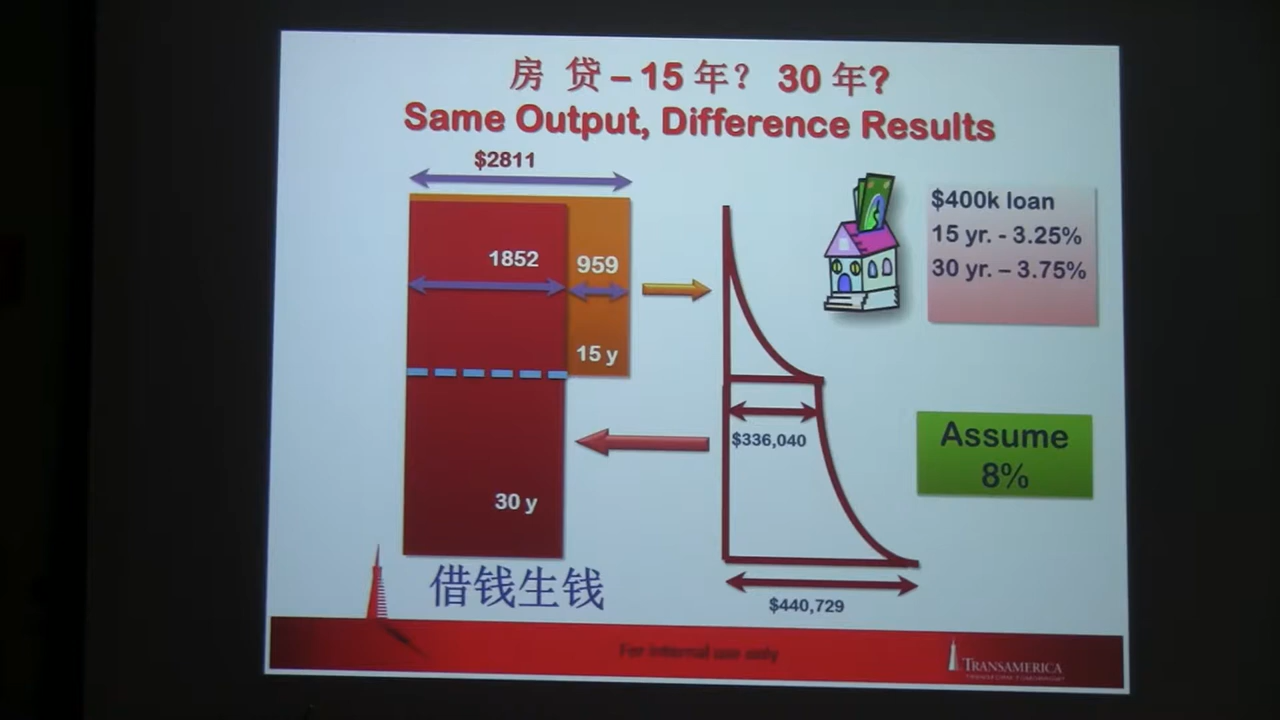 房 贷 – 15 年? 30 年?
Same Output, Difference Results
$2811
1852
959
15 y
30 y
$400k loan
15 yr. - 3.25%
30 yr. – 3.75%
$336,040
Assume
8%
借钱生钱
$440,729
For internal use only
TRANSAMERICA